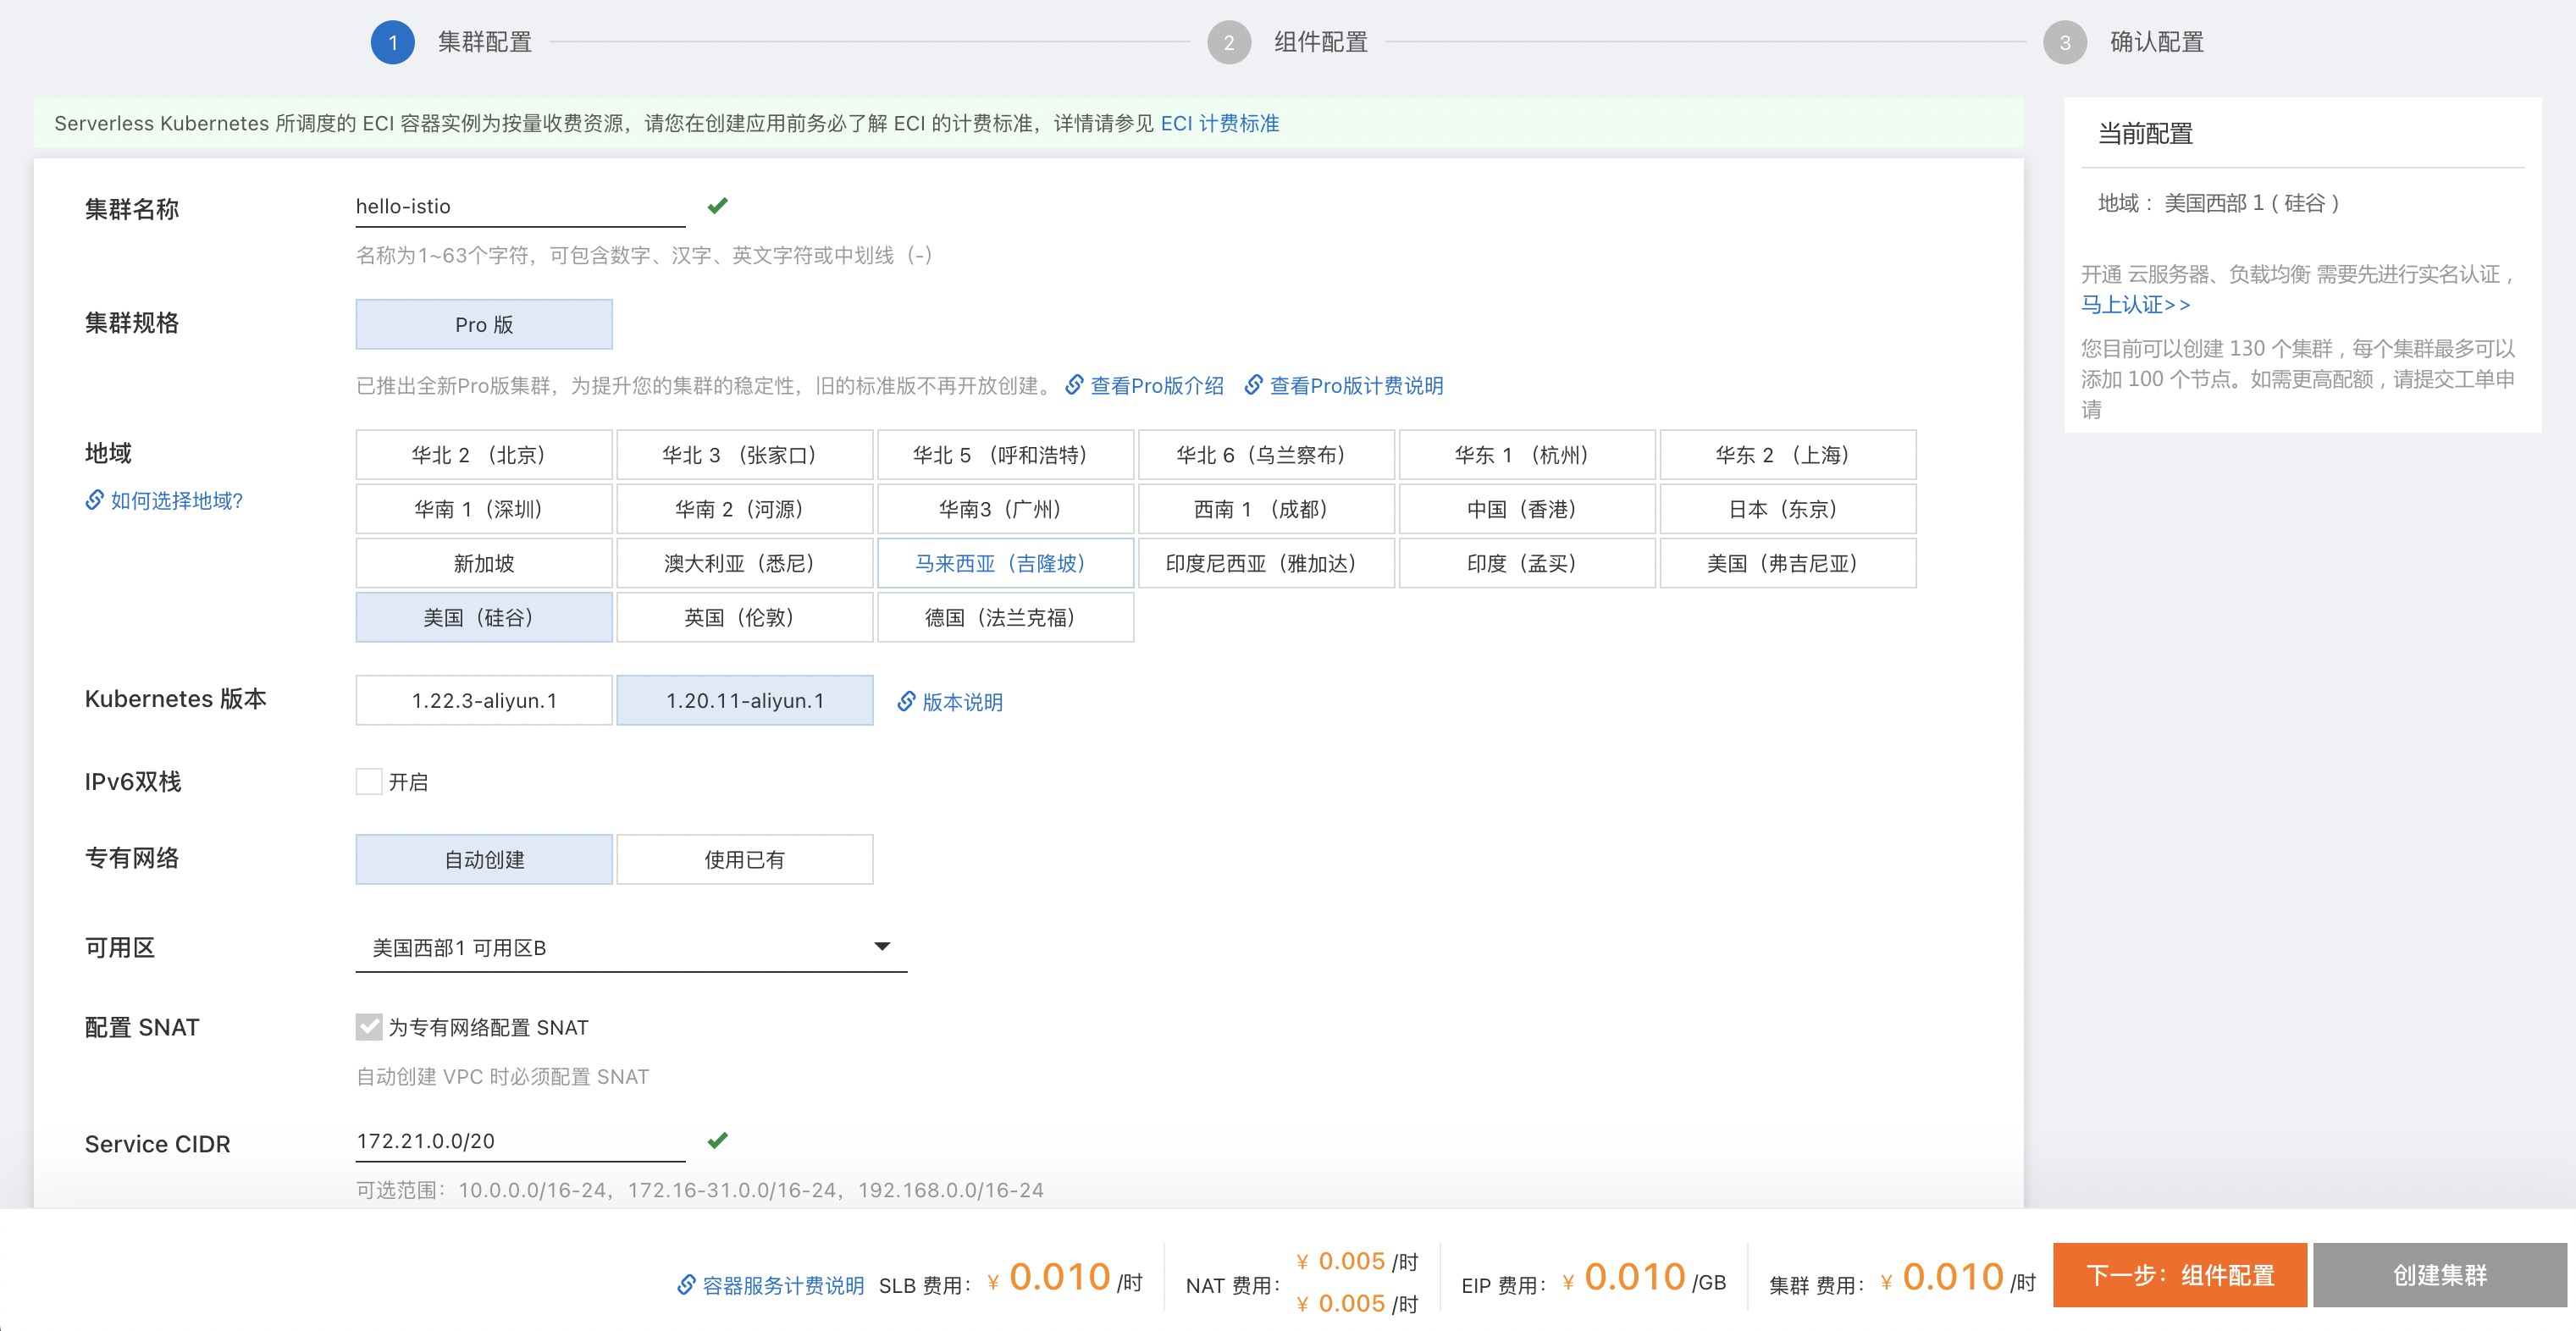 1 集群配置 2 组件配置 3 确认配置
Serverless Kubernetes 所调度的 ECI 容器实例为按量收费资源，请您在创建应用前务必了解 ECI 的计费标准，详情请参见 ECI 计费标准
集群名称 hello-istio
名称为1~63个字符，可包含数字、汉字、英文字符或中划线（-）
集群规格 Pro 版
已推出全新Pro版集群，为提升您的集群的稳定性，旧的标准版不再开放创建。 查看Pro版介绍 查看Pro版计费说明
地域
如何选择地域?
华北 2 （北京） 华北 3 （张家口） 华北 5 （呼和浩特） 华北 6（乌兰察布） 华东 1 （杭州） 华东 2 （上海）
华南 1（深圳） 华南 2（河源） 华南3（广州） 西南 1 （成都） 中国（香港） 日本（东京）
新加坡 澳大利亚（悉尼） 马来西亚（吉隆坡） 印度尼西亚（雅加达） 印度（孟买） 美国（弗吉尼亚）
美国（硅谷） 英国（伦敦） 德国（法兰克福）
Kubernetes 版本 1.22.3-aliyun.1 1.20.11-aliyun.1 版本说明
IPv6双栈 开启
专有网络 自动创建 使用已有
可用区 美国西部1 可用区B
配置 SNAT 为专有网络配置 SNAT
自动创建 VPC 时必须配置 SNAT
Service CIDR 172.21.0.0/20
可选范围：10.0.0.0/16-24，172.16-31.0.0/16-24，192.168.0.0/16-24
当前配置
地域： 美国西部 1 ( 硅谷 )
开通 云服务器、负载均衡 需要先进行实名认证，
马上认证>>
您目前可以创建 130 个集群，每个集群最多可以
添加 100 个节点。如需更高配额，请提交工单申
请
容器服务计费说明 SLB 费用： ¥ 0.010 /时 NAT 费用： ¥ 0.005 /时 ¥ 0.005 /时 EIP 费用： ¥ 0.010 /GB 集群 费用： ¥ 0.010 /时 下一步：组件配置 创建集群